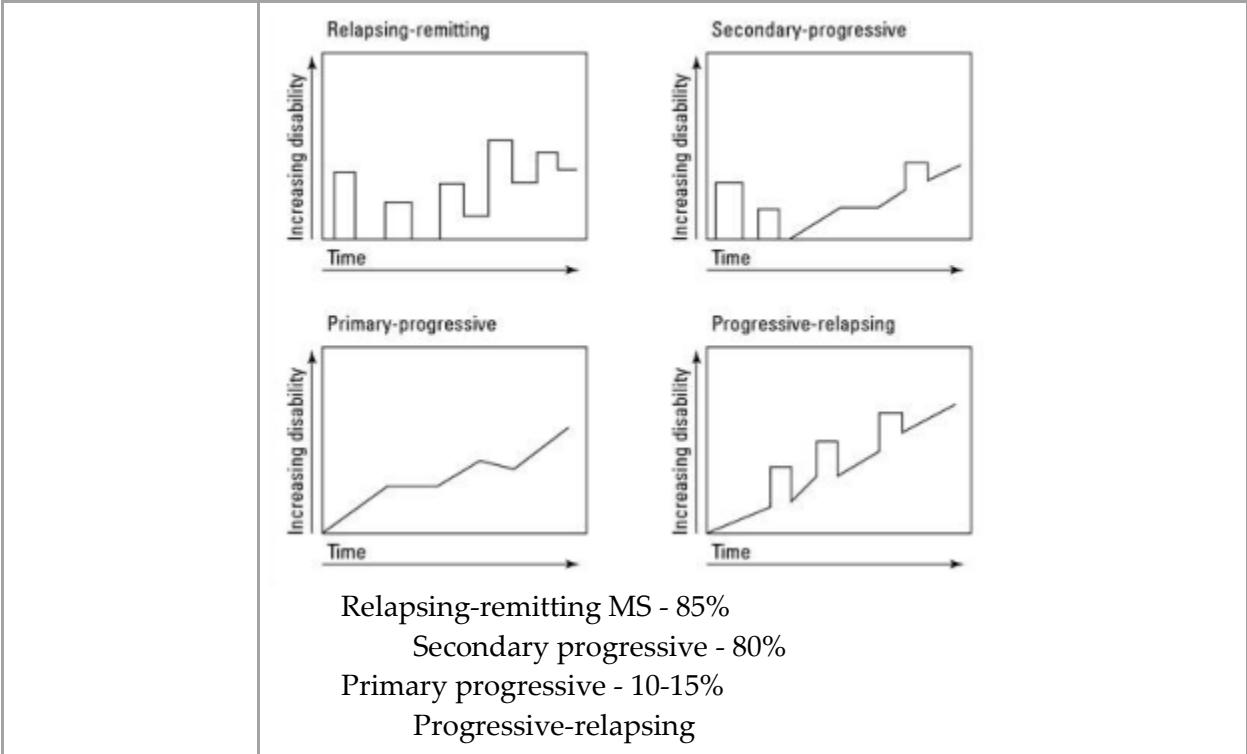 Relapsing-remitting
Increasing disability
Time
Secondary-progressive
Increasing disability
Time
Primary-progressive
Increasing disability
Time
Progressive-relapsing
Increasing disability
Time
Relapsing-remitting MS - 85%
Secondary progressive - 80%
Primary progressive - 10-15%
Progressive-relapsing